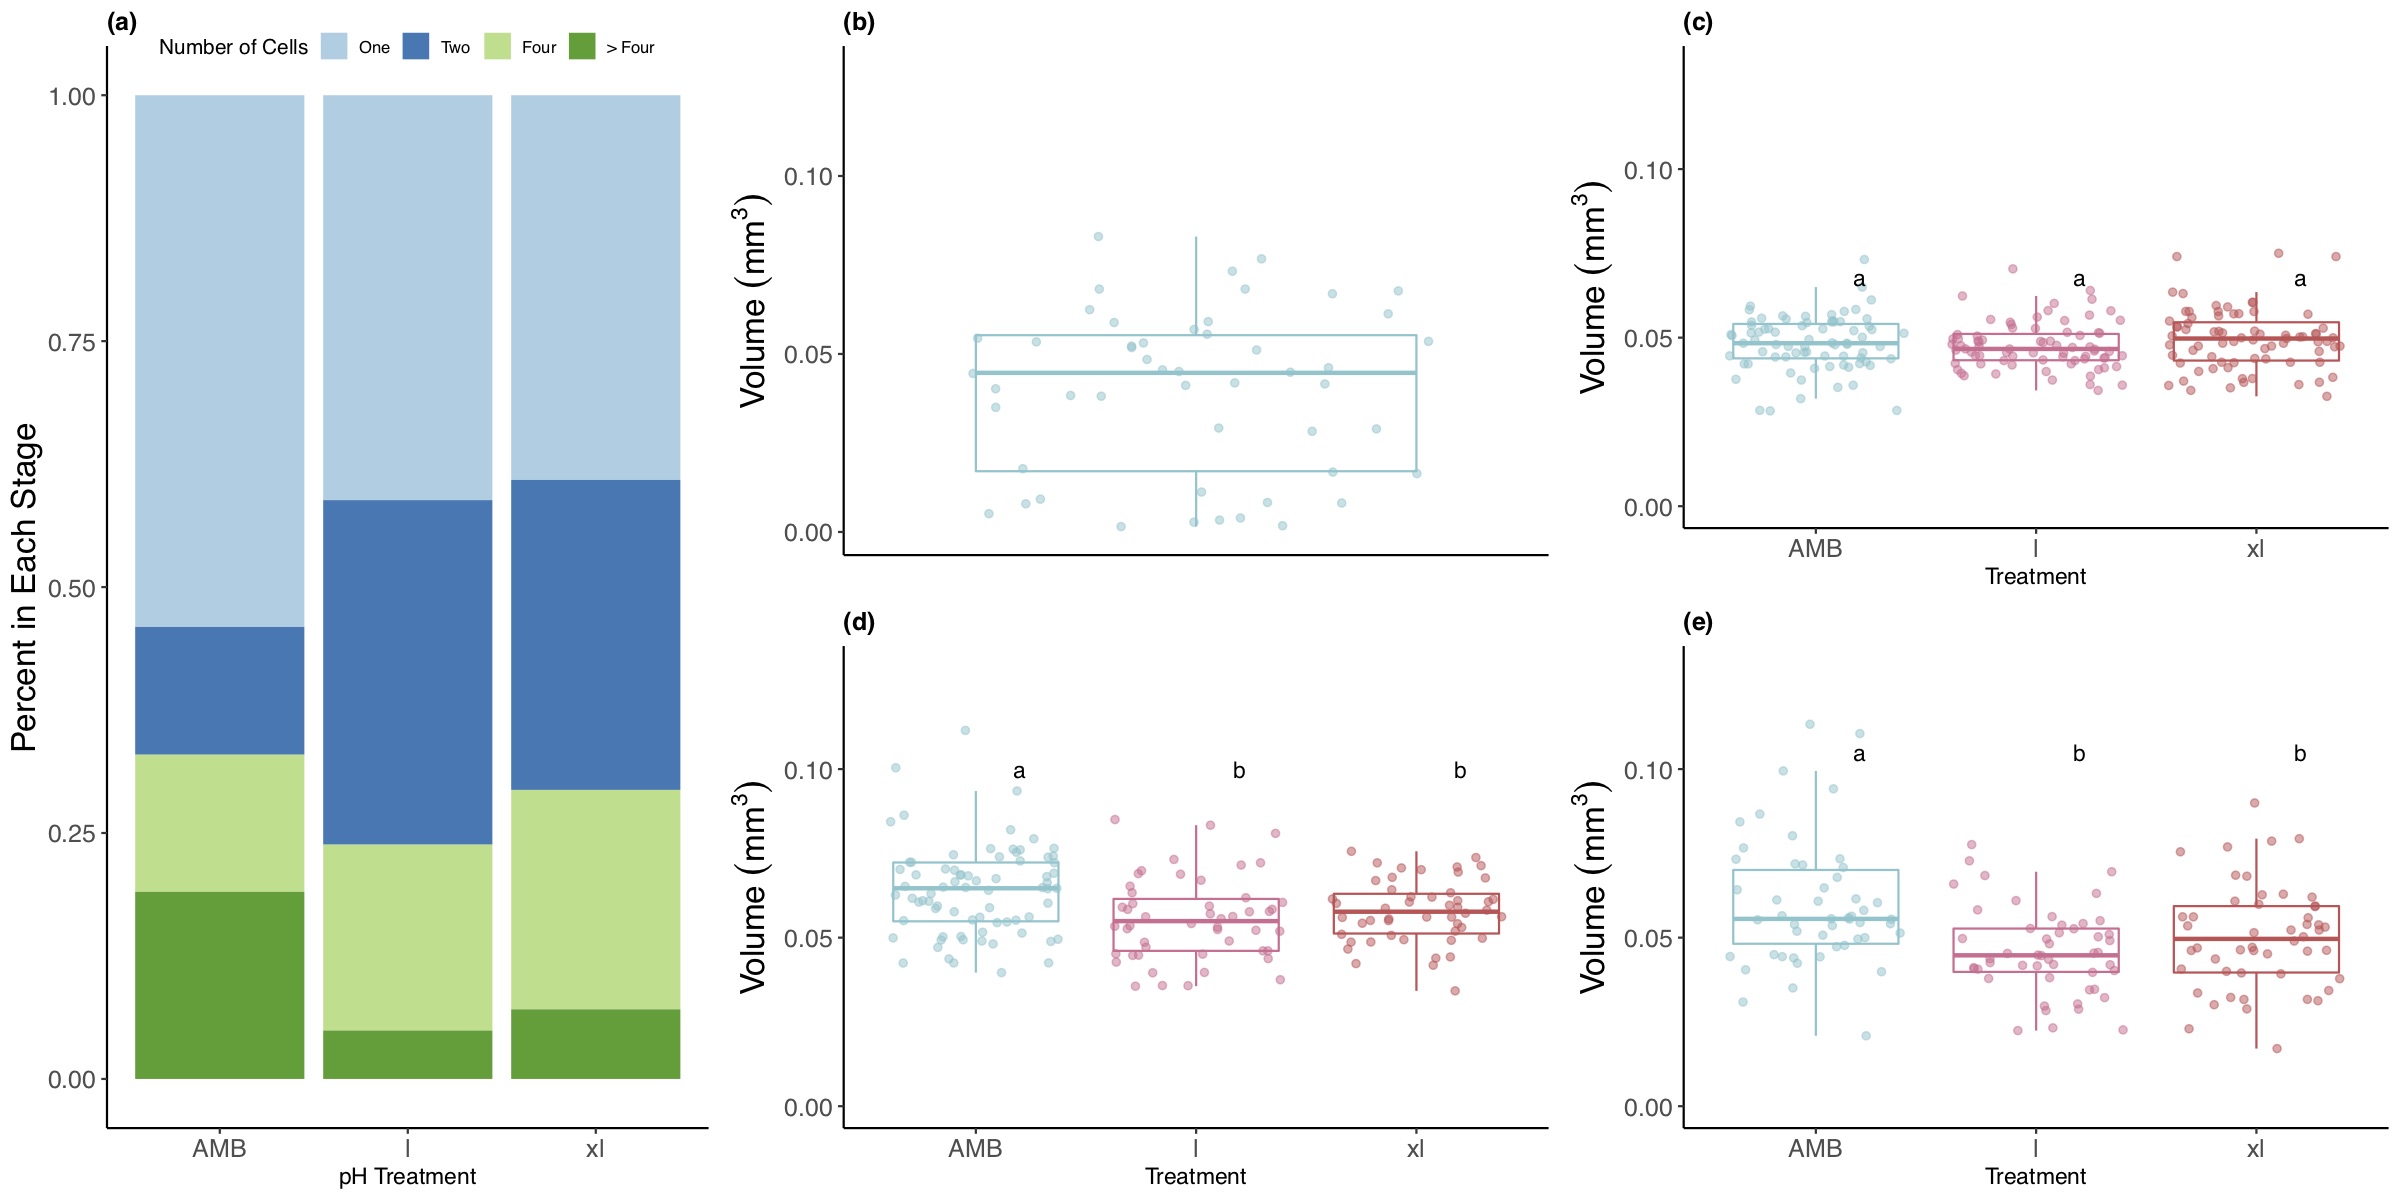 (a)
Number of Cells One Two Four > Four
Percent in Each Stage
1.00
0.75
0.50
0.25
0.00
AMB l xl
pH Treatment
(b)
Volume (mm³)
0.10
0.05
0.00
(c)
Volume (mm³)
0.10
0.05
0.00
a a a
AMB l xl
Treatment
(d)
Volume (mm³)
0.10
0.05
0.00
a b b
AMB l xl
Treatment
(e)
Volume (mm³)
0.10
0.05
0.00
a b b
AMB l xl
Treatment